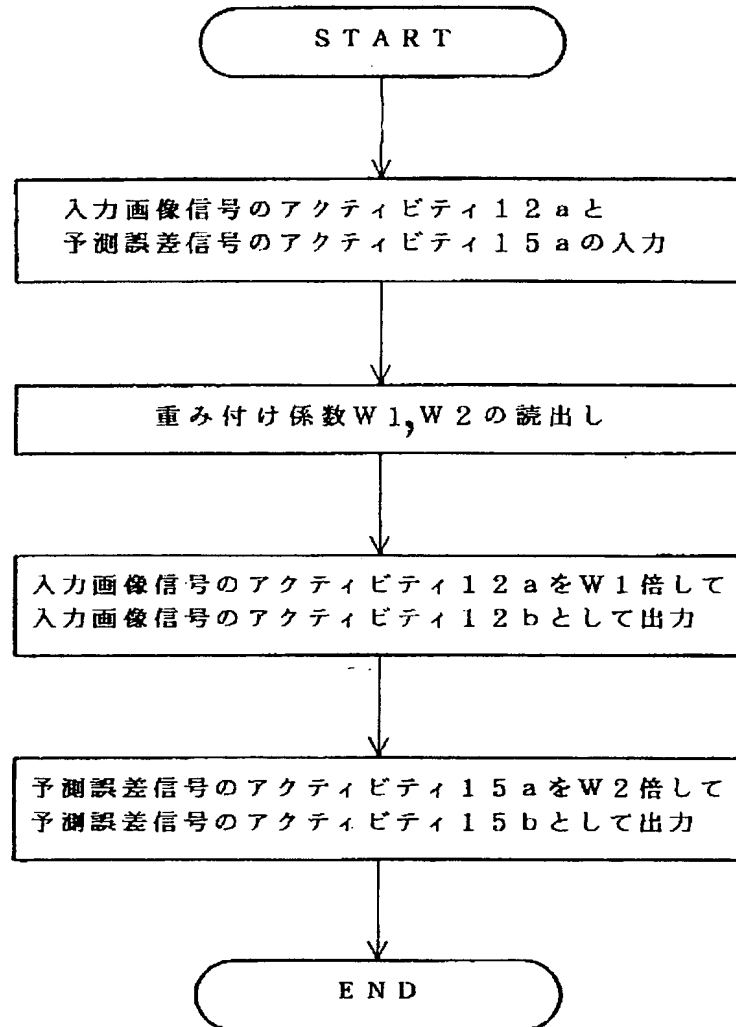 START
入力画像信号のアクティビティ12aと
予測誤差信号のアクティビティ15aの入力
重み付け係数W1,W2の読出し
入力画像信号のアクティビティ12aをW1倍して
入力画像信号のアクティビティ12bとして出力
予測誤差信号のアクティビティ15aをW2倍して
予測誤差信号のアクティビティ15bとして出力
END